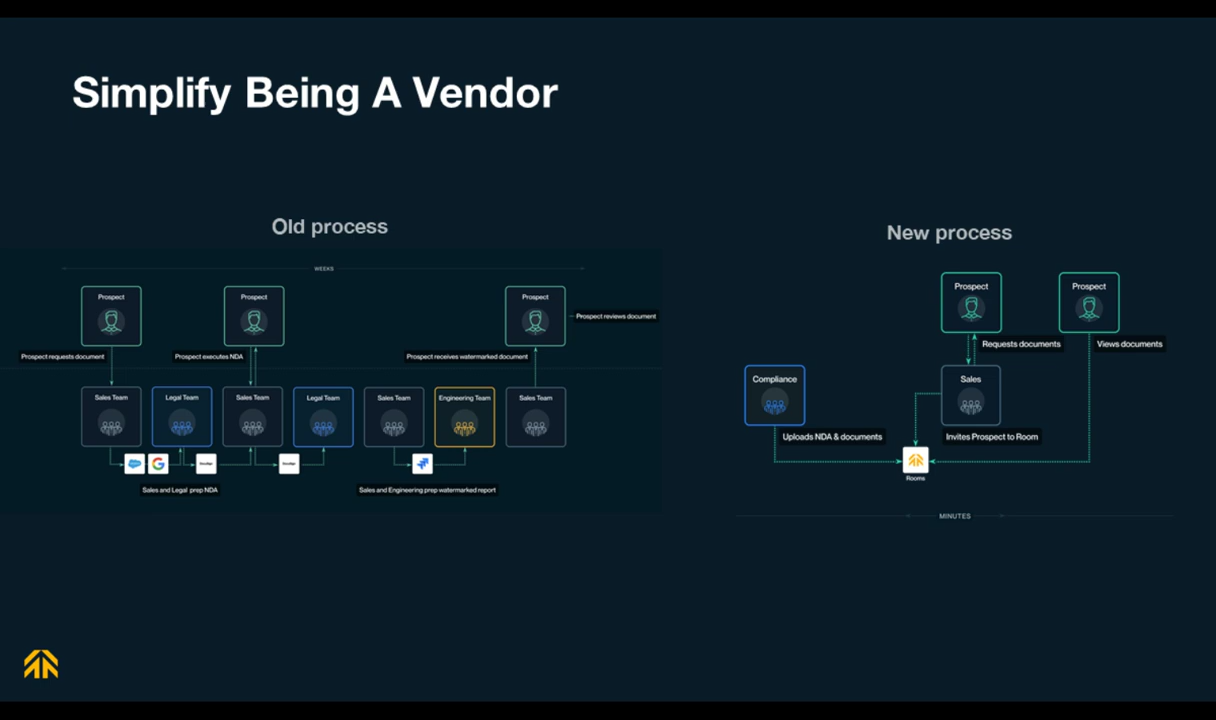 Simplify Being A Vendor
Old process
WEEKS
Prospect
Prospect
Prospect
Prospect reviews document
Prospect requests document
Prospect executes NDA
Prospect receives watermarked document
Sales Team
Legal Team
Sales Team
Legal Team
Sales Team
Engineering Team
Sales Team
DocuSign
DocuSign
Sales and Legal prep NDA
Sales and Engineering prep watermarked report
New process
Prospect
Prospect
Requests documents
Views documents
Compliance
Sales
Uploads NDA & documents
Invites Prospect to Room
Rooms
MINUTES